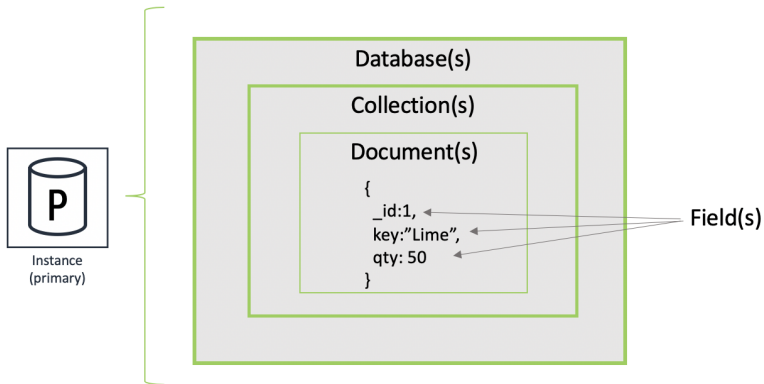 Database(s)
Collection(s)
Document(s)
{
_id:1,
key:”Lime”,
qty: 50
}
Field(s)
P
Instance
(primary)